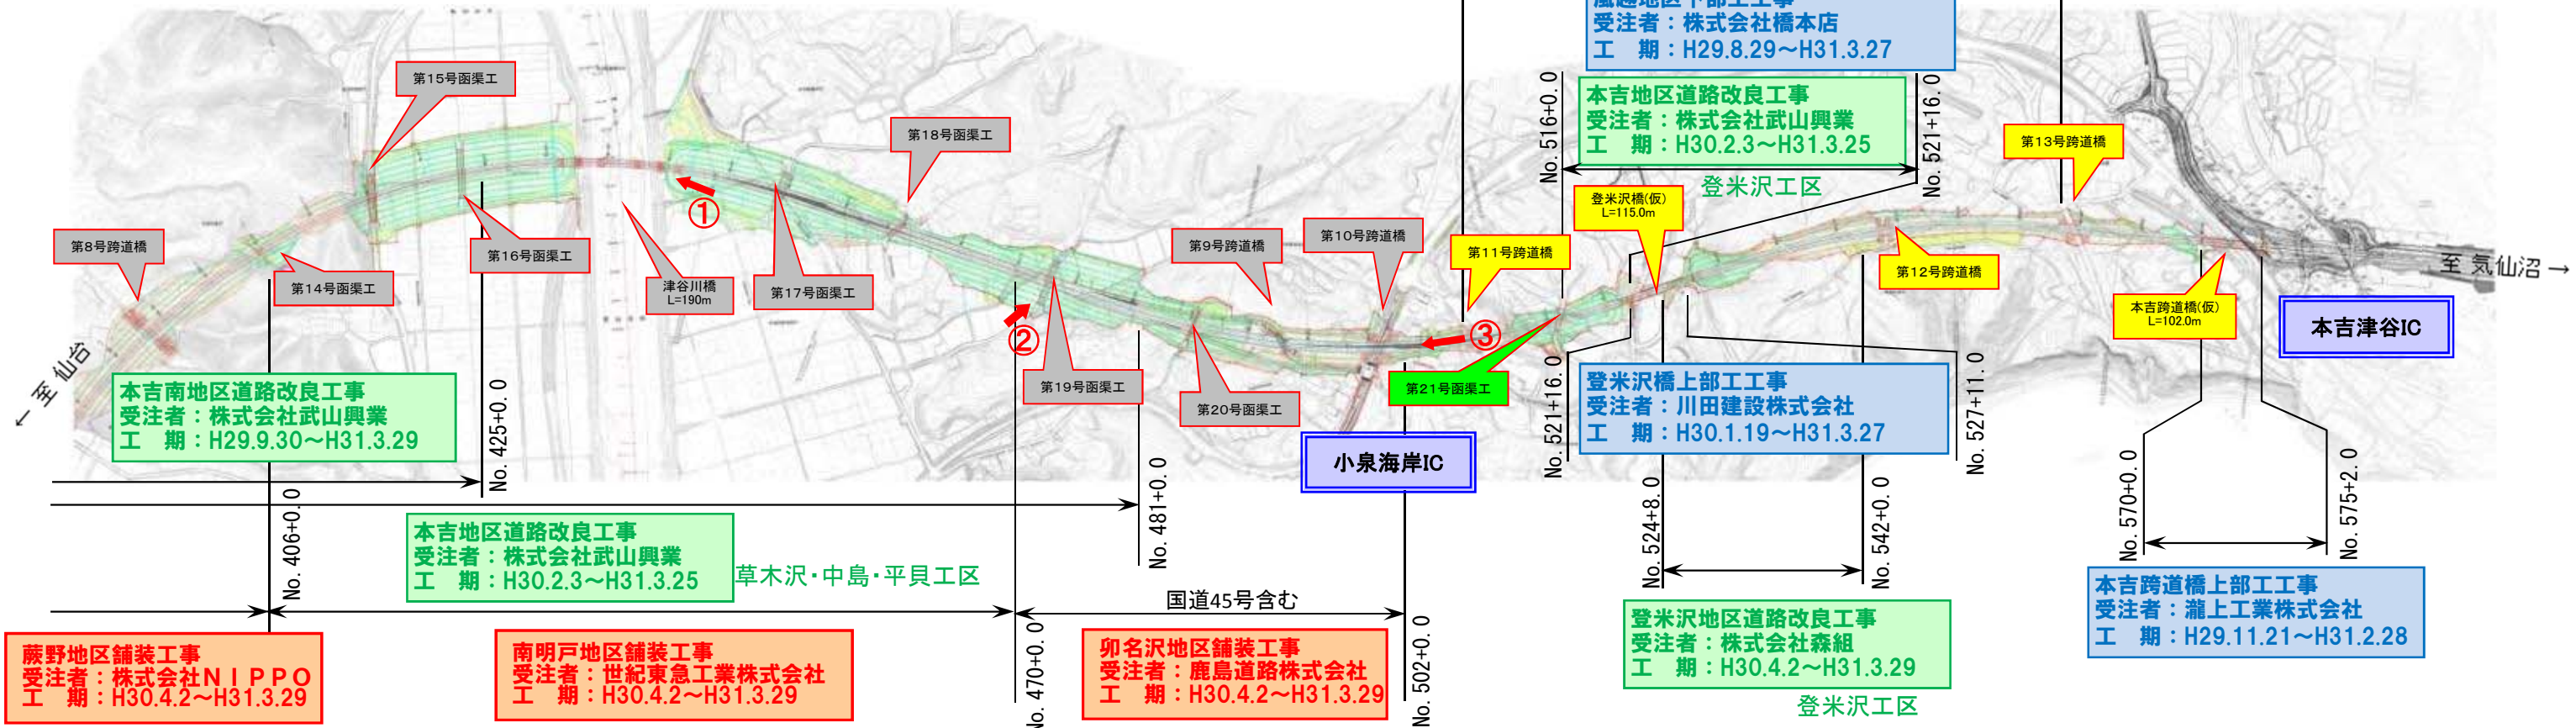 風越地区下部工工事
受注者：株式会社橋本店
工　期：H29.8.29～H31.3.27
本吉地区道路改良工事
受注者：株式会社武山興業
工　期：H30.2.3～H31.3.25
No. 516+0. 0
No. 521+16. 0
登米沢工区
第15号函渠工
第18号函渠工
第13号跨道橋
第8号跨道橋
第14号函渠工
第16号函渠工
津谷川橋
L=190m
第17号函渠工
①
第9号跨道橋
第10号跨道橋
第11号跨道橋
登米沢橋(仮)
L=115.0m
第12号跨道橋
本吉跨道橋(仮)
L=102.0m
至 気仙沼 →
本吉津谷IC
← 至 仙台
②
③
第19号函渠工
第20号函渠工
第21号函渠工
小泉海岸IC
本吉南地区道路改良工事
受注者：株式会社武山興業
工　期：H29.9.30～H31.3.29
No. 425+0. 0
登米沢橋上部工工事
受注者：川田建設株式会社
工　期：H30.1.19～H31.3.27
No. 521+16. 0
No. 527+11. 0
No. 406+0. 0
本吉地区道路改良工事
受注者：株式会社武山興業
工　期：H30.2.3～H31.3.25
草木沢・中島・平貝工区
No. 481+0. 0
No. 524+8. 0
No. 542+0. 0
No. 570+0. 0
No. 575+2. 0
国道45号含む
蕨野地区舗装工事
受注者：株式会社ＮＩＰＰＯ
工　期：H30.4.2～H31.3.29
南明戸地区舗装工事
受注者：世紀東急工業株式会社
工　期：H30.4.2～H31.3.29
No. 470+0. 0
卯名沢地区舗装工事
受注者：鹿島道路株式会社
工　期：H30.4.2～H31.3.29
No. 502+0. 0
登米沢地区道路改良工事
受注者：株式会社森組
工　期：H30.4.2～H31.3.29
登米沢工区
本吉跨道橋上部工工事
受注者：瀧上工業株式会社
工　期：H29.11.21～H31.2.28